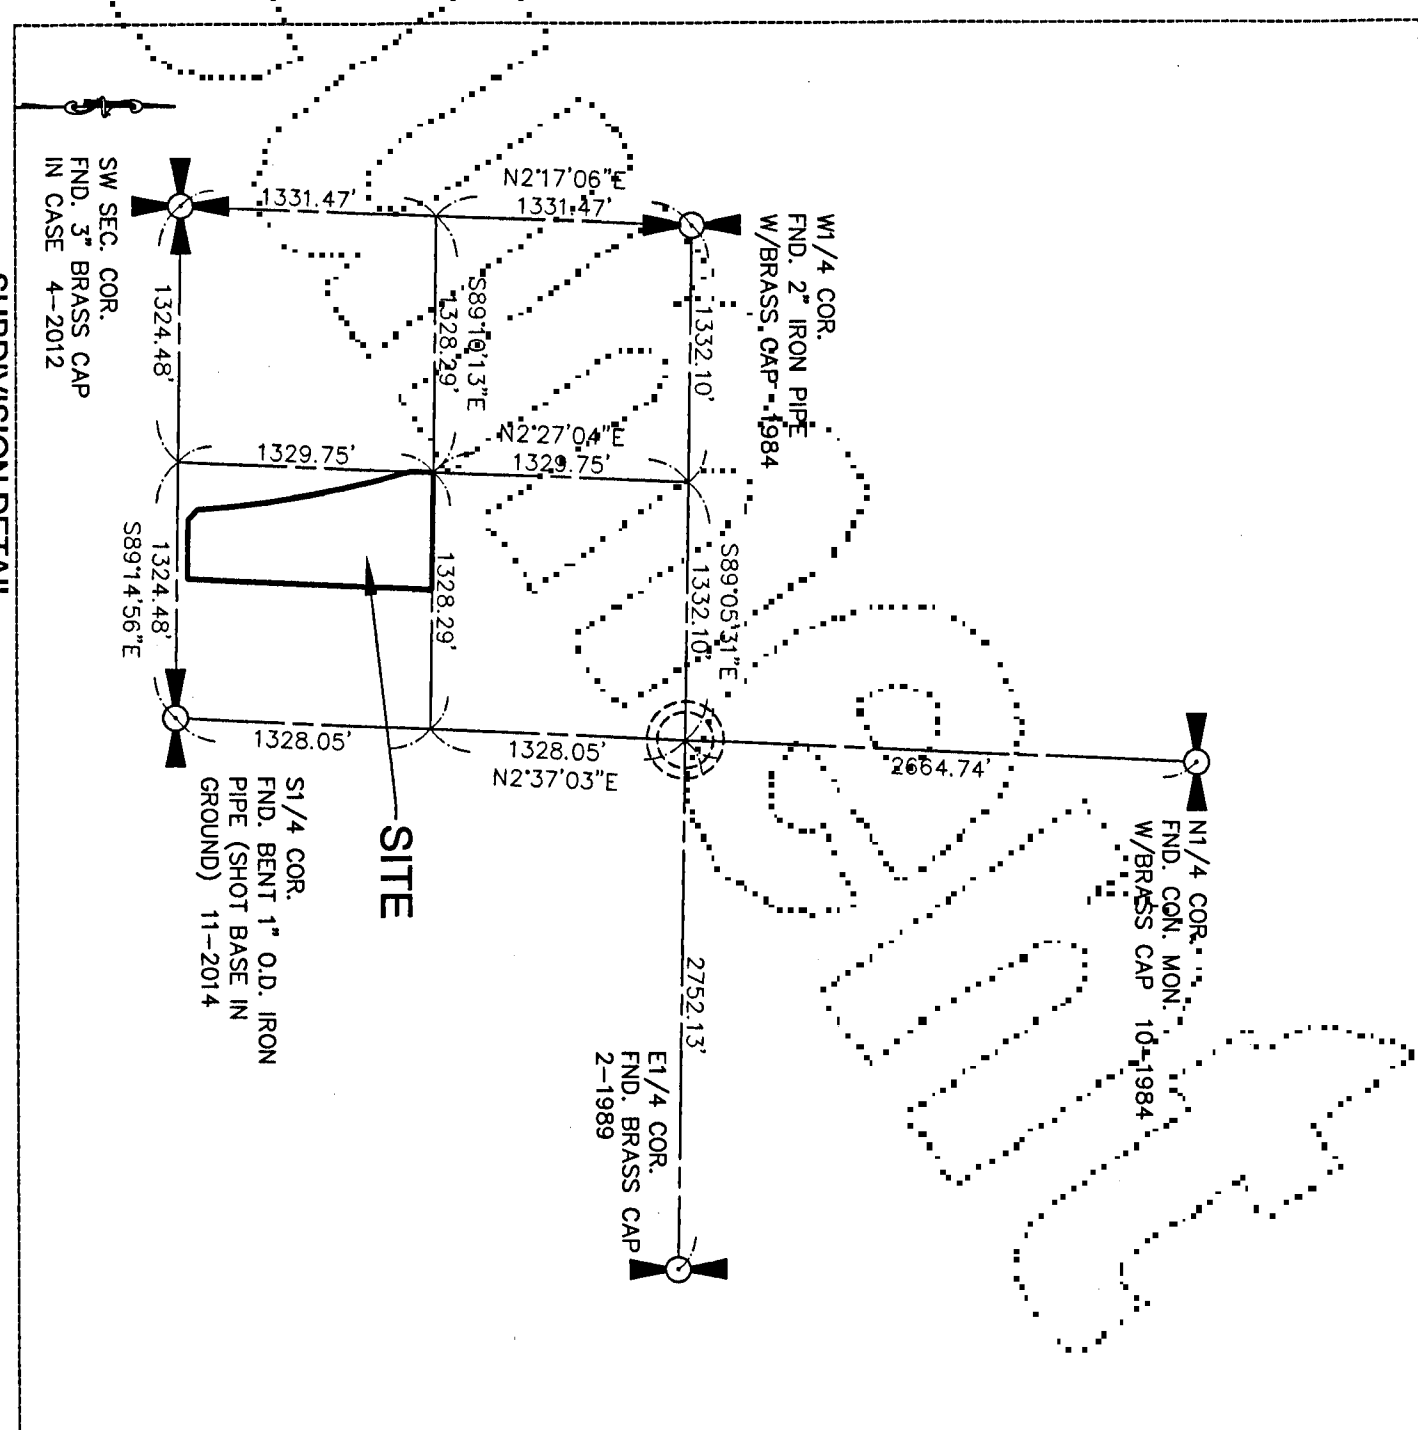 N2°17'06"E
1331.47'
1331.47'
W1/4 COR.
FND. 2" IRON PIPE
W/BRASS CAP 1984
SW SEC. COR.
FND. 3" BRASS CAP
IN CASE 4-2012
1324.48'
S89°10'13"E
1328.29'
1332.10'
N2°27'04"E
1329.75'
1329.75'
S89°05'31"E
1332.10'
1328.29'
1324.48'
S89°14'56"E
SUBDIVISION DETAIL
1328.05'
1328.05'
N2°37'03"E
2664.74'
SITE
S1/4 COR.
FND. BENT 1" O.D. IRON
PIPE (SHOT BASE IN
GROUND) 11-2014
N1/4 COR.
FND. CON. MON.
W/BRASS CAP 10-1984
2752.13'
E1/4 COR.
FND. BRASS CAP
2-1989